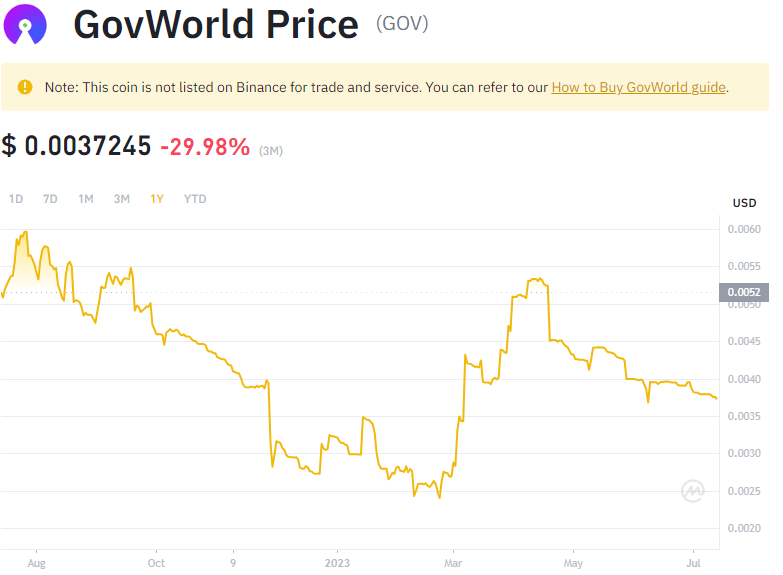 GovWorld Price (GOV)
Note: This coin is not listed on Binance for trade and service. You can refer to our How to Buy GovWorld guide.
$ 0.0037245 -29.98% (3M)
1D 7D 1M 3M 1Y YTD
USD
0.0060
0.0055
0.0052
0.0050
0.0045
0.0040
0.0035
0.0030
0.0025
0.0020
Aug Oct 9 2023 Mar May Jul